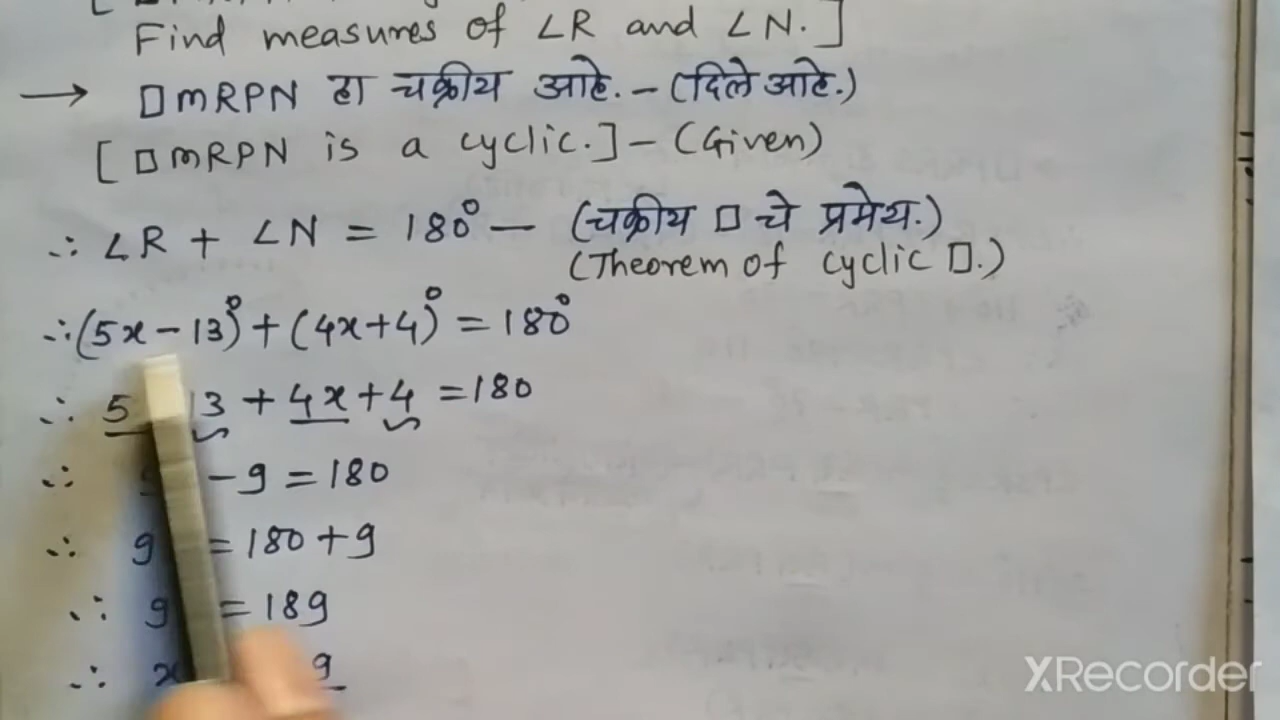 Find measures of ∠R and ∠N.]
→ □MRPN हा चक्रीय आहे. – (दिले आहे.)
[□MRPN is a cyclic.] – (Given)
∴ ∠R + ∠N = 180° – (चक्रीय □ चे प्रमेय.)
(Theorem of cyclic □.)
∴ (5x – 13)° + (4x + 4)° = 180°
∴ 5 13 + 4x + 4 = 180
∴ – 9 = 180
∴ 9 = 180 + 9
∴ 9 = 189
∴ x 9
XRecorder